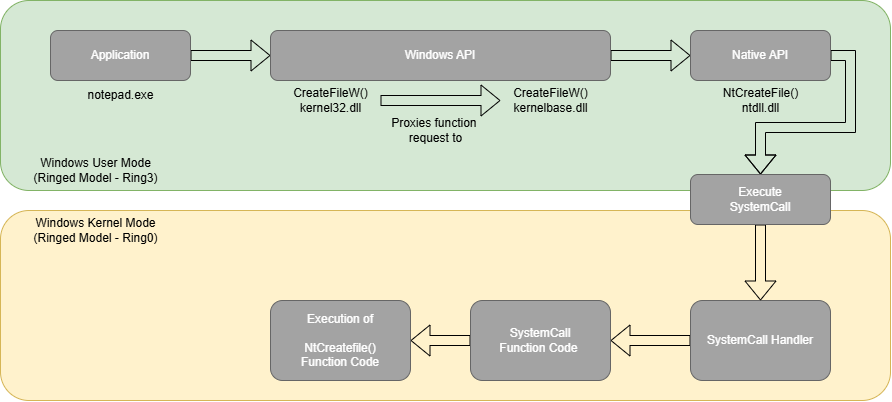 Application
Windows API
Native API
notepad.exe
CreateFileW()
kernel32.dll
Proxies function
request to
CreateFileW()
kernelbase.dll
NtCreateFile()
ntdll.dll
Windows User Mode
(Ringed Model - Ring3)
Execute
SystemCall
Windows Kernel Mode
(Ringed Model - Ring0)
Execution of
NtCreatefile()
Function Code
SystemCall
Function Code
SystemCall Handler